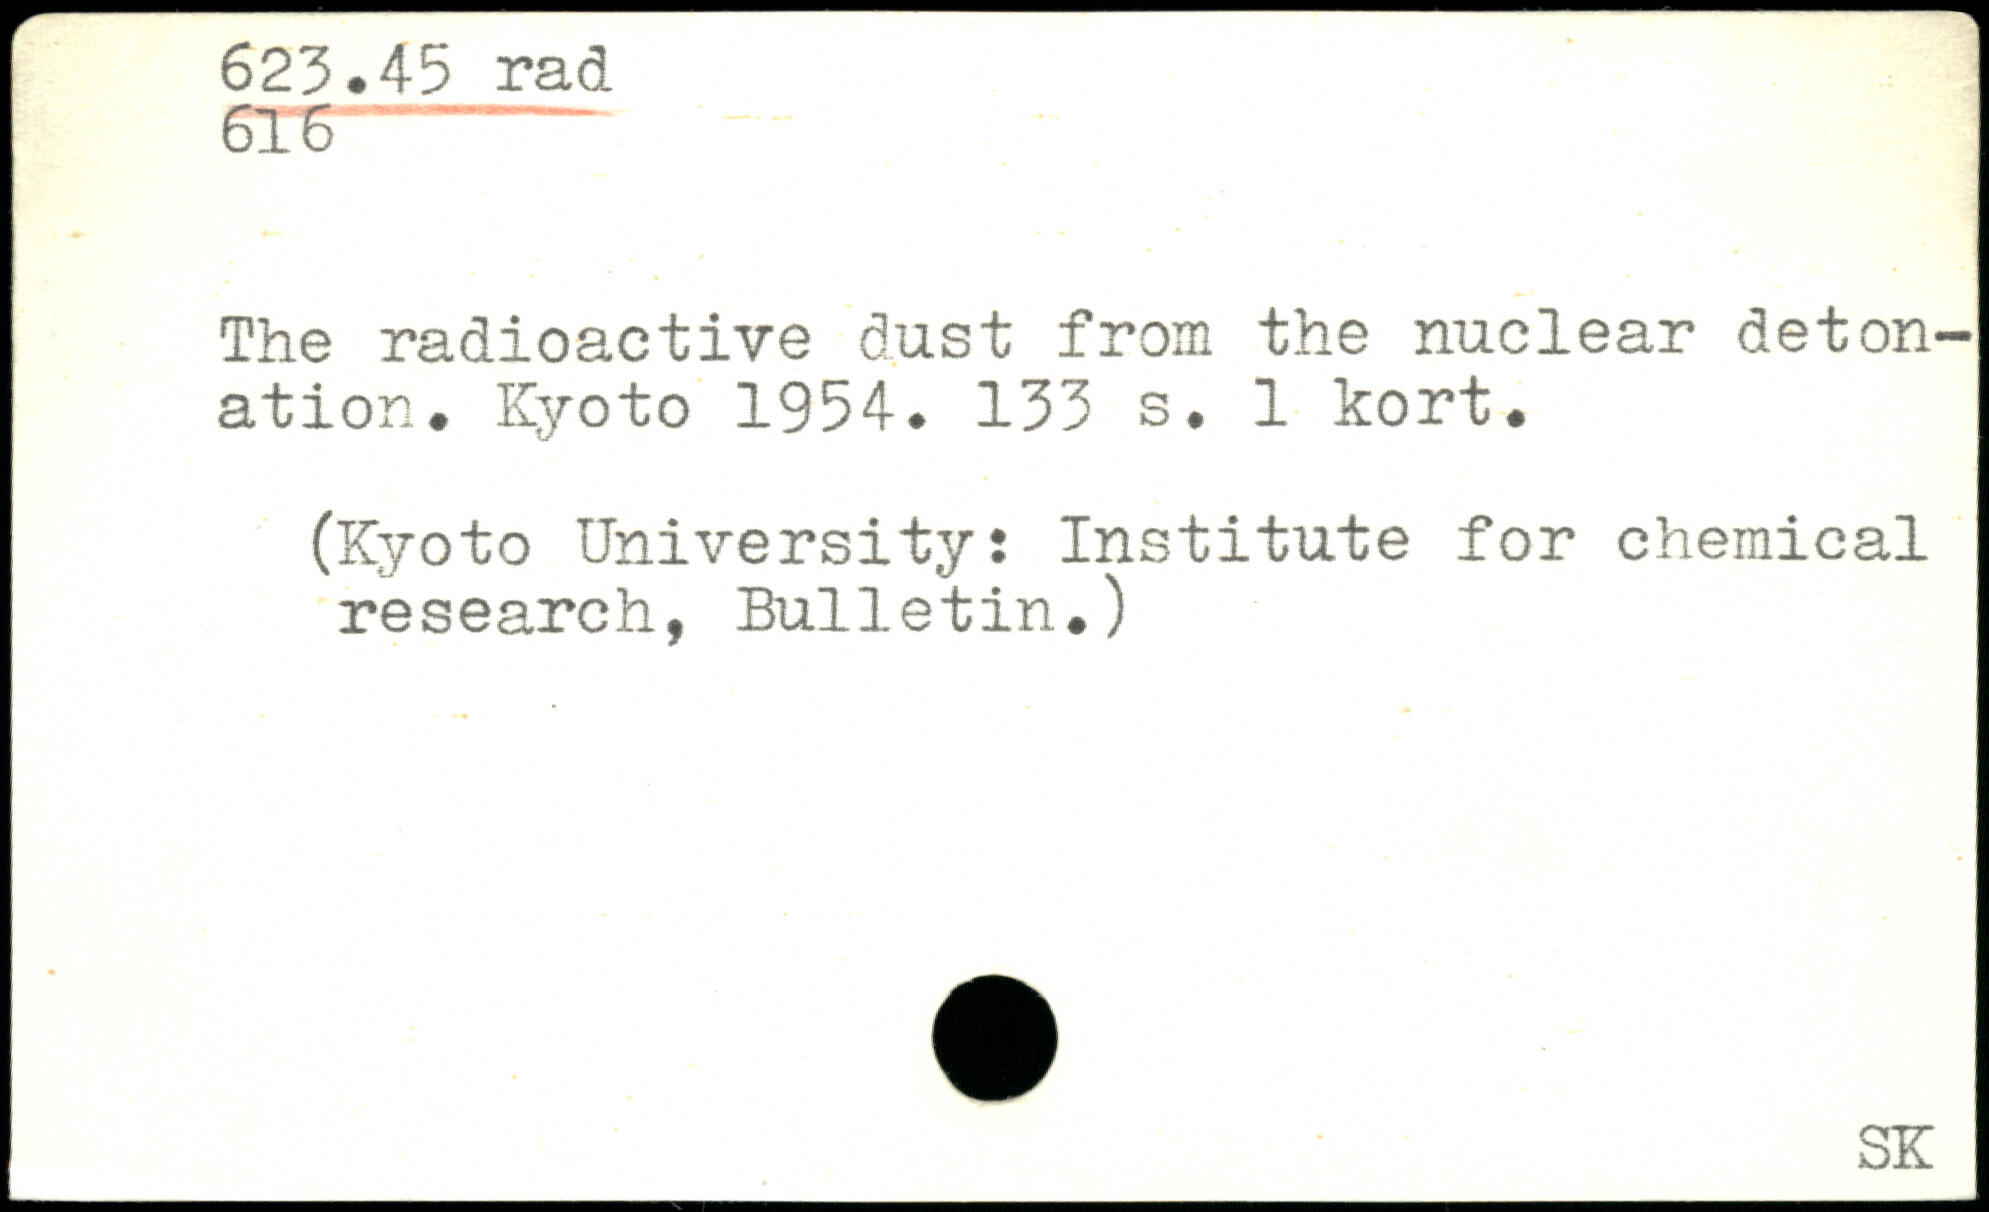 623.45 rad
616
The radioactive dust from the nuclear deton-
ation. Kyoto 1954. 133 s. 1 kort.
(Kyoto University: Institute for chemical
research, Bulletin.)
SK